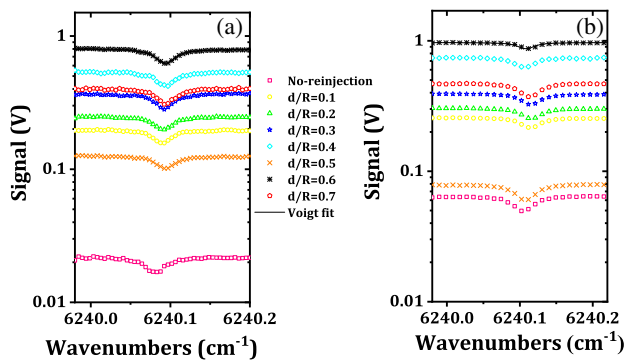 (a)
1
0.1
0.01
Signal (V)
6240.0 6240.1 6240.2
Wavenumbers (cm⁻¹)
No-reinjection
d/R=0.1
d/R=0.2
d/R=0.3
d/R=0.4
d/R=0.5
d/R=0.6
d/R=0.7
Voigt fit
(b)
1
0.1
0.01
Signal (V)
6240.0 6240.1 6240.2
Wavenumbers (cm⁻¹)